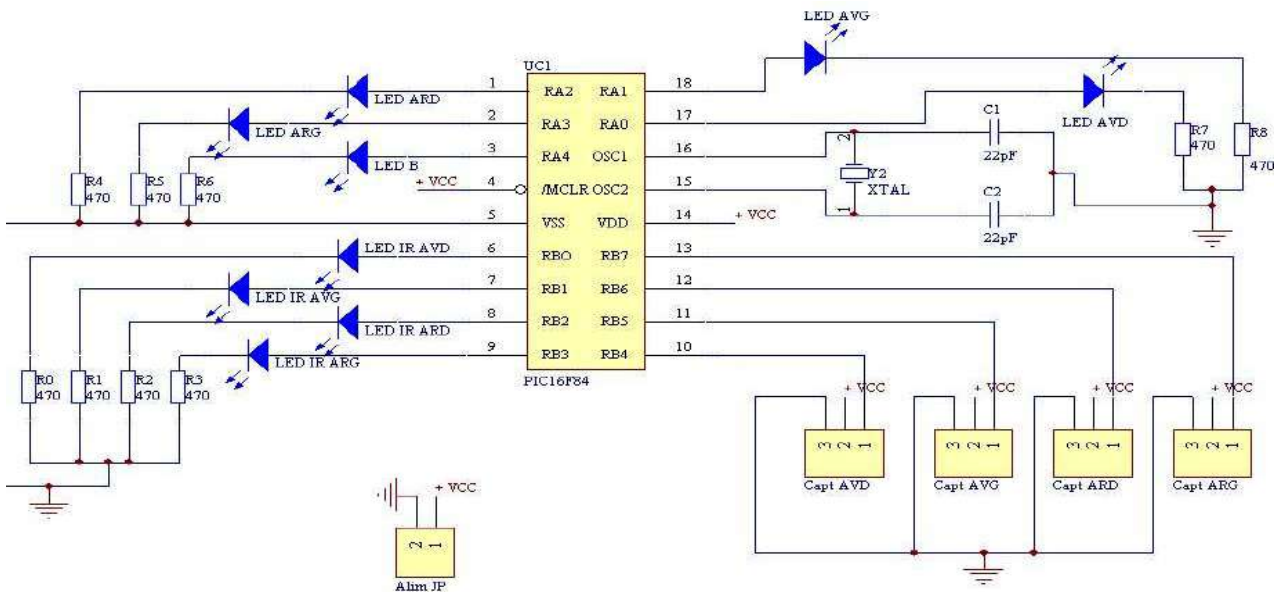 LED AVG
UC1
1
RA2
RA1
18
LED ARD
2
RA3
RA0
17
LED ARG
LED AVD
C1
22pF
R7
470
R8
470
3
RA4
OSC1
16
LED B
2
Y2
XTAL
1
R4
470
R5
470
R6
470
+ VCC
4
/MCLR
OSC2
15
C2
22pF
5
VSS
VDD
14
+ VCC
LED IR AVD
6
RB0
RB7
13
LED IR AVG
7
RB1
RB6
12
8
RB2
RB5
11
LED IR ARD
9
RB3
RB4
10
LED IR ARG
PIC16F84
R0
470
R1
470
R2
470
R3
470
+ VCC
+ VCC
+ VCC
+ VCC
3 2 1
3 2 1
3 2 1
3 2 1
Capt AVD
Capt AVG
Capt ARD
Capt ARG
+ VCC
2 1
Alim JP